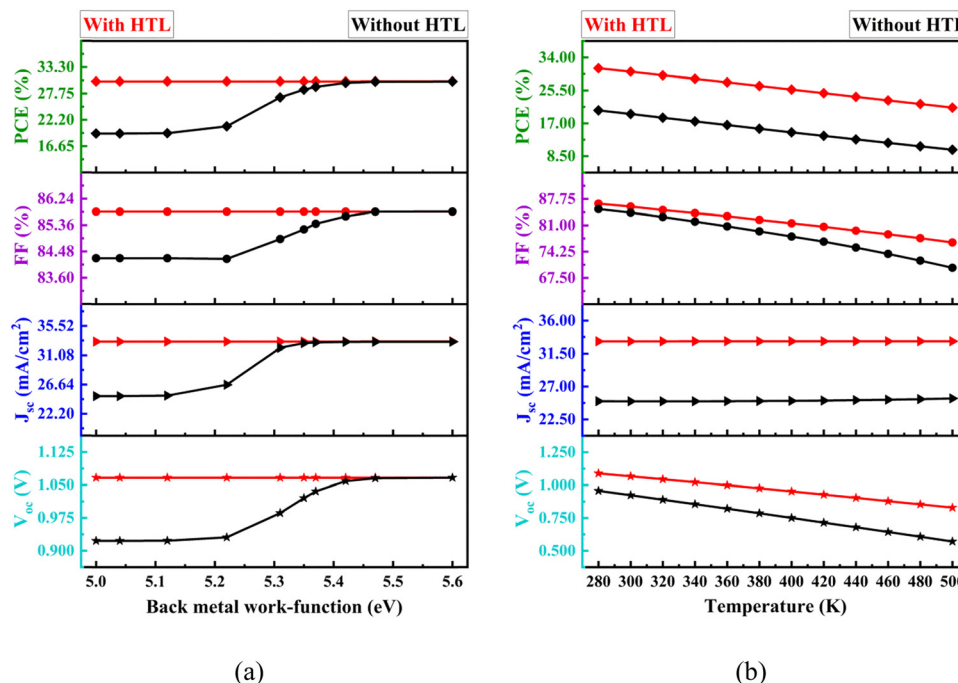 With HTL
Without HTL
PCE (%)
33.30
27.75
22.20
16.65
FF (%)
86.24
85.36
84.48
83.60
Jsc (mA/cm2)
35.52
31.08
26.64
22.20
Voc (V)
1.125
1.050
0.975
0.900
5.0 5.1 5.2 5.3 5.4 5.5 5.6
Back metal work-function (eV)
(a)
With HTL
Without HTL
PCE (%)
34.00
25.50
17.00
8.50
FF (%)
87.75
81.00
74.25
67.50
Jsc (mA/cm2)
36.00
31.50
27.00
22.50
Voc (V)
1.250
1.000
0.750
0.500
280 300 320 340 360 380 400 420 440 460 480 500
Temperature (K)
(b)